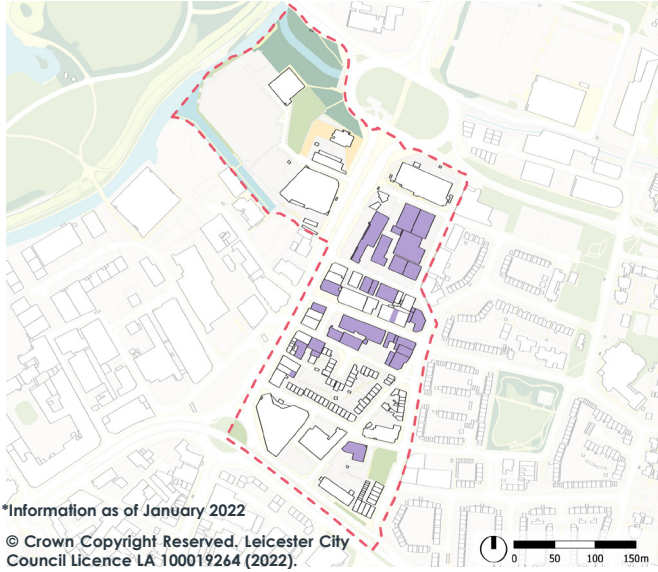 *Information as of January 2022
© Crown Copyright Reserved. Leicester City
Council Licence LA 100019264 (2022).
0 50 100 150m